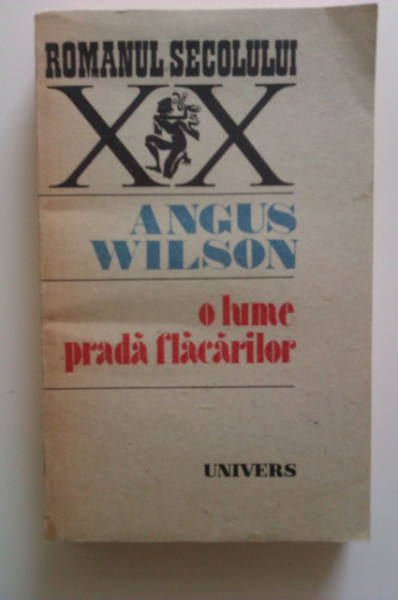 ROMANUL SECOLULUI
XX
ANGUS
WILSON
o lume
pradă flăcărilor
UNIVERS